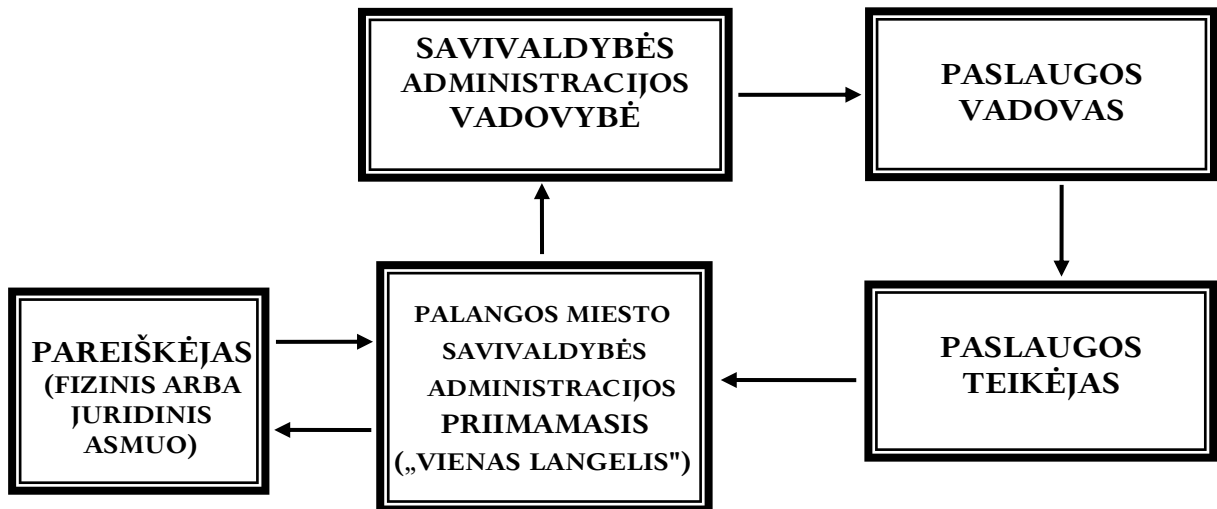 SAVIVALDYBĖS
ADMINISTRACIJOS
VADOVYBĖ
PASLAUGOS
VADOVAS
PAREIŠKĖJAS
(FIZINIS ARBA
JURIDINIS
ASMUO)
PALANGOS MIESTO
SAVIVALDYBĖS
ADMINISTRACIJOS
PRIIMAMASIS
(„VIENAS LANGELIS")
PASLAUGOS
TEIKĖJAS